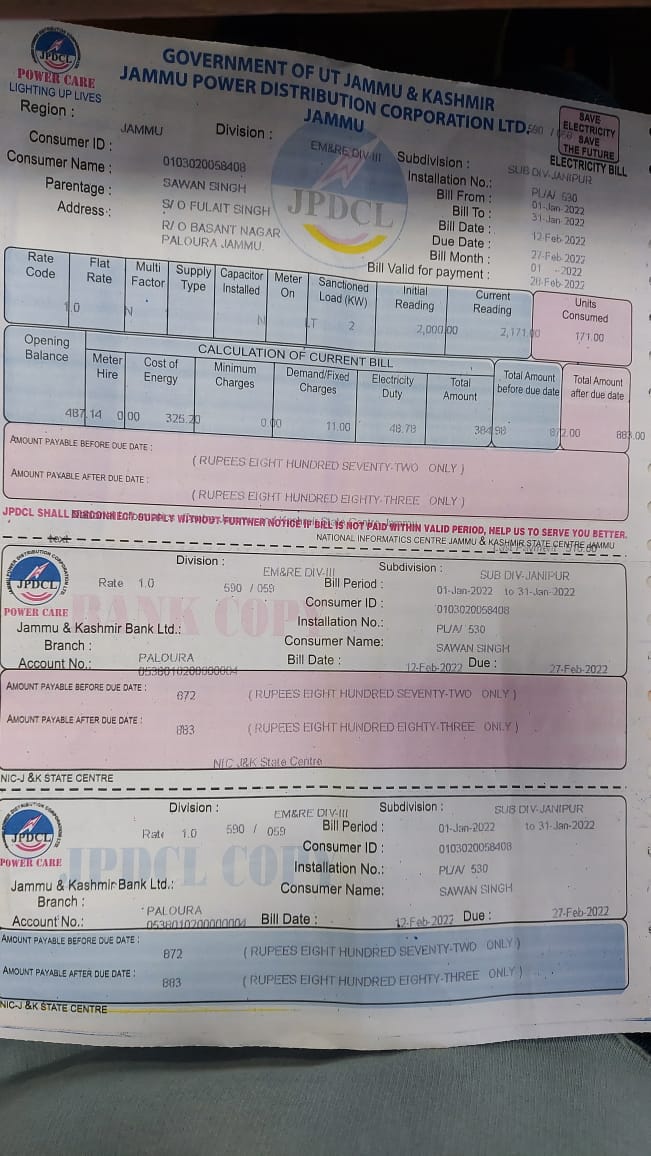 JPDCL
POWER CARE
LIGHTING UP LIVES
GOVERNMENT OF UT JAMMU & KASHMIR
JAMMU POWER DISTRIBUTION CORPORATION LTD.
JAMMU
SAVE ELECTRICITY SAVE THE FUTURE
ELECTRICITY BILL
Region : JAMMU
Division : EM&RE DIV-III
Subdivision : SUB DIV-JANIPUR
Consumer ID : 0103020058408
Installation No.: PL/A/ 530
Consumer Name : SAWAN SINGH
Bill From : 01-Jan-2022
Parentage : S/O FULAIT SINGH
Bill To : 31-Jan-2022
Address : R/O BASANT NAGAR
PALOURA JAMMU.
Bill Date : 12-Feb-2022
Due Date : 27-Feb-2022
Bill Month : 01 -2022
Bill Valid for payment : 28-Feb-2022
JPDCL
Rate Code Flat Rate Multi Factor Supply Type Capacitor Installed Meter On Sanctioned Load (KW) Initial Reading Current Reading Units Consumed
1.0 N N LT 2 2,000.00 2,171.00 171.00
Opening Balance CALCULATION OF CURRENT BILL
Meter Hire Cost of Energy Minimum Charges Demand/Fixed Charges Electricity Duty Total Amount Total Amount before due date Total Amount after due date
487.14 0.00 325.20 0.00 11.00 48.78 384.98 872.00 883.00
AMOUNT PAYABLE BEFORE DUE DATE :
( RUPEES EIGHT HUNDRED SEVENTY-TWO ONLY )
AMOUNT PAYABLE AFTER DUE DATE :
( RUPEES EIGHT HUNDRED EIGHTY-THREE ONLY )
JPDCL SHALL DISCONNECT SUPPLY WITHOUT FURTHER NOTICE IF BILL IS NOT PAID WITHIN VALID PERIOD, HELP US TO SERVE YOU BETTER.
NATIONAL INFORMATICS CENTRE JAMMU & KASHMIR STATE CENTRE JAMMU
text
JPDCL
POWER CARE
BANK COPY
Division : EM&RE DIV-III Subdivision : SUB DIV-JANIPUR
Rate 1.0 590 / 059 Bill Period : 01-Jan-2022 to 31-Jan-2022
Consumer ID : 0103020058408
Installation No.: PL/A/ 530
Jammu & Kashmir Bank Ltd.: Consumer Name: SAWAN SINGH
Branch : PALOURA
Account No.: 0538010200000004 Bill Date : 12-Feb-2022 Due : 27-Feb-2022
AMOUNT PAYABLE BEFORE DUE DATE : 872 ( RUPEES EIGHT HUNDRED SEVENTY-TWO ONLY )
AMOUNT PAYABLE AFTER DUE DATE : 883 ( RUPEES EIGHT HUNDRED EIGHTY-THREE ONLY )
NIC J&K State Centre
NIC-J &K STATE CENTRE
JPDCL
POWER CARE
JPDCL COPY
Division : EM&RE DIV-III Subdivision : SUB DIV-JANIPUR
Rate 1.0 590 / 059 Bill Period : 01-Jan-2022 to 31-Jan-2022
Consumer ID : 0103020058408
Installation No.: PL/A/ 530
Jammu & Kashmir Bank Ltd.: Consumer Name: SAWAN SINGH
Branch : PALOURA
Account No.: 0538010200000004 Bill Date : 12-Feb-2022 Due : 27-Feb-2022
AMOUNT PAYABLE BEFORE DUE DATE : 872 ( RUPEES EIGHT HUNDRED SEVENTY-TWO ONLY )
AMOUNT PAYABLE AFTER DUE DATE : 883 ( RUPEES EIGHT HUNDRED EIGHTY-THREE ONLY )
NIC-J &K STATE CENTRE